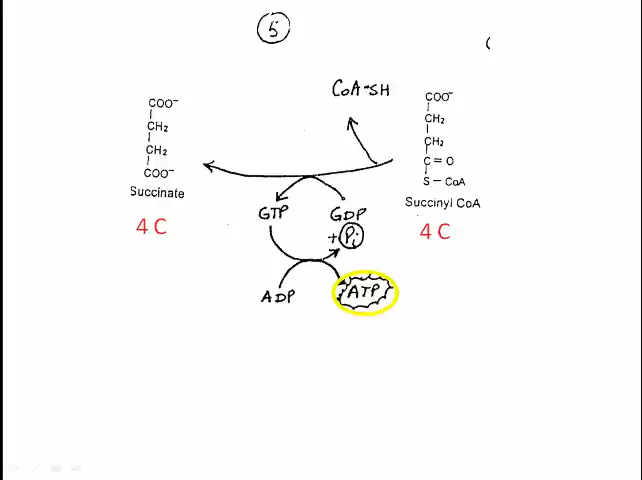 5
CoA-SH
COO⁻
CH₂
CH₂
COO⁻
Succinate
4 C
COO⁻
CH₂
CH₂
C = O
S – CoA
Succinyl CoA
4 C
GTP
GDP
+ Pi
ADP
ATP